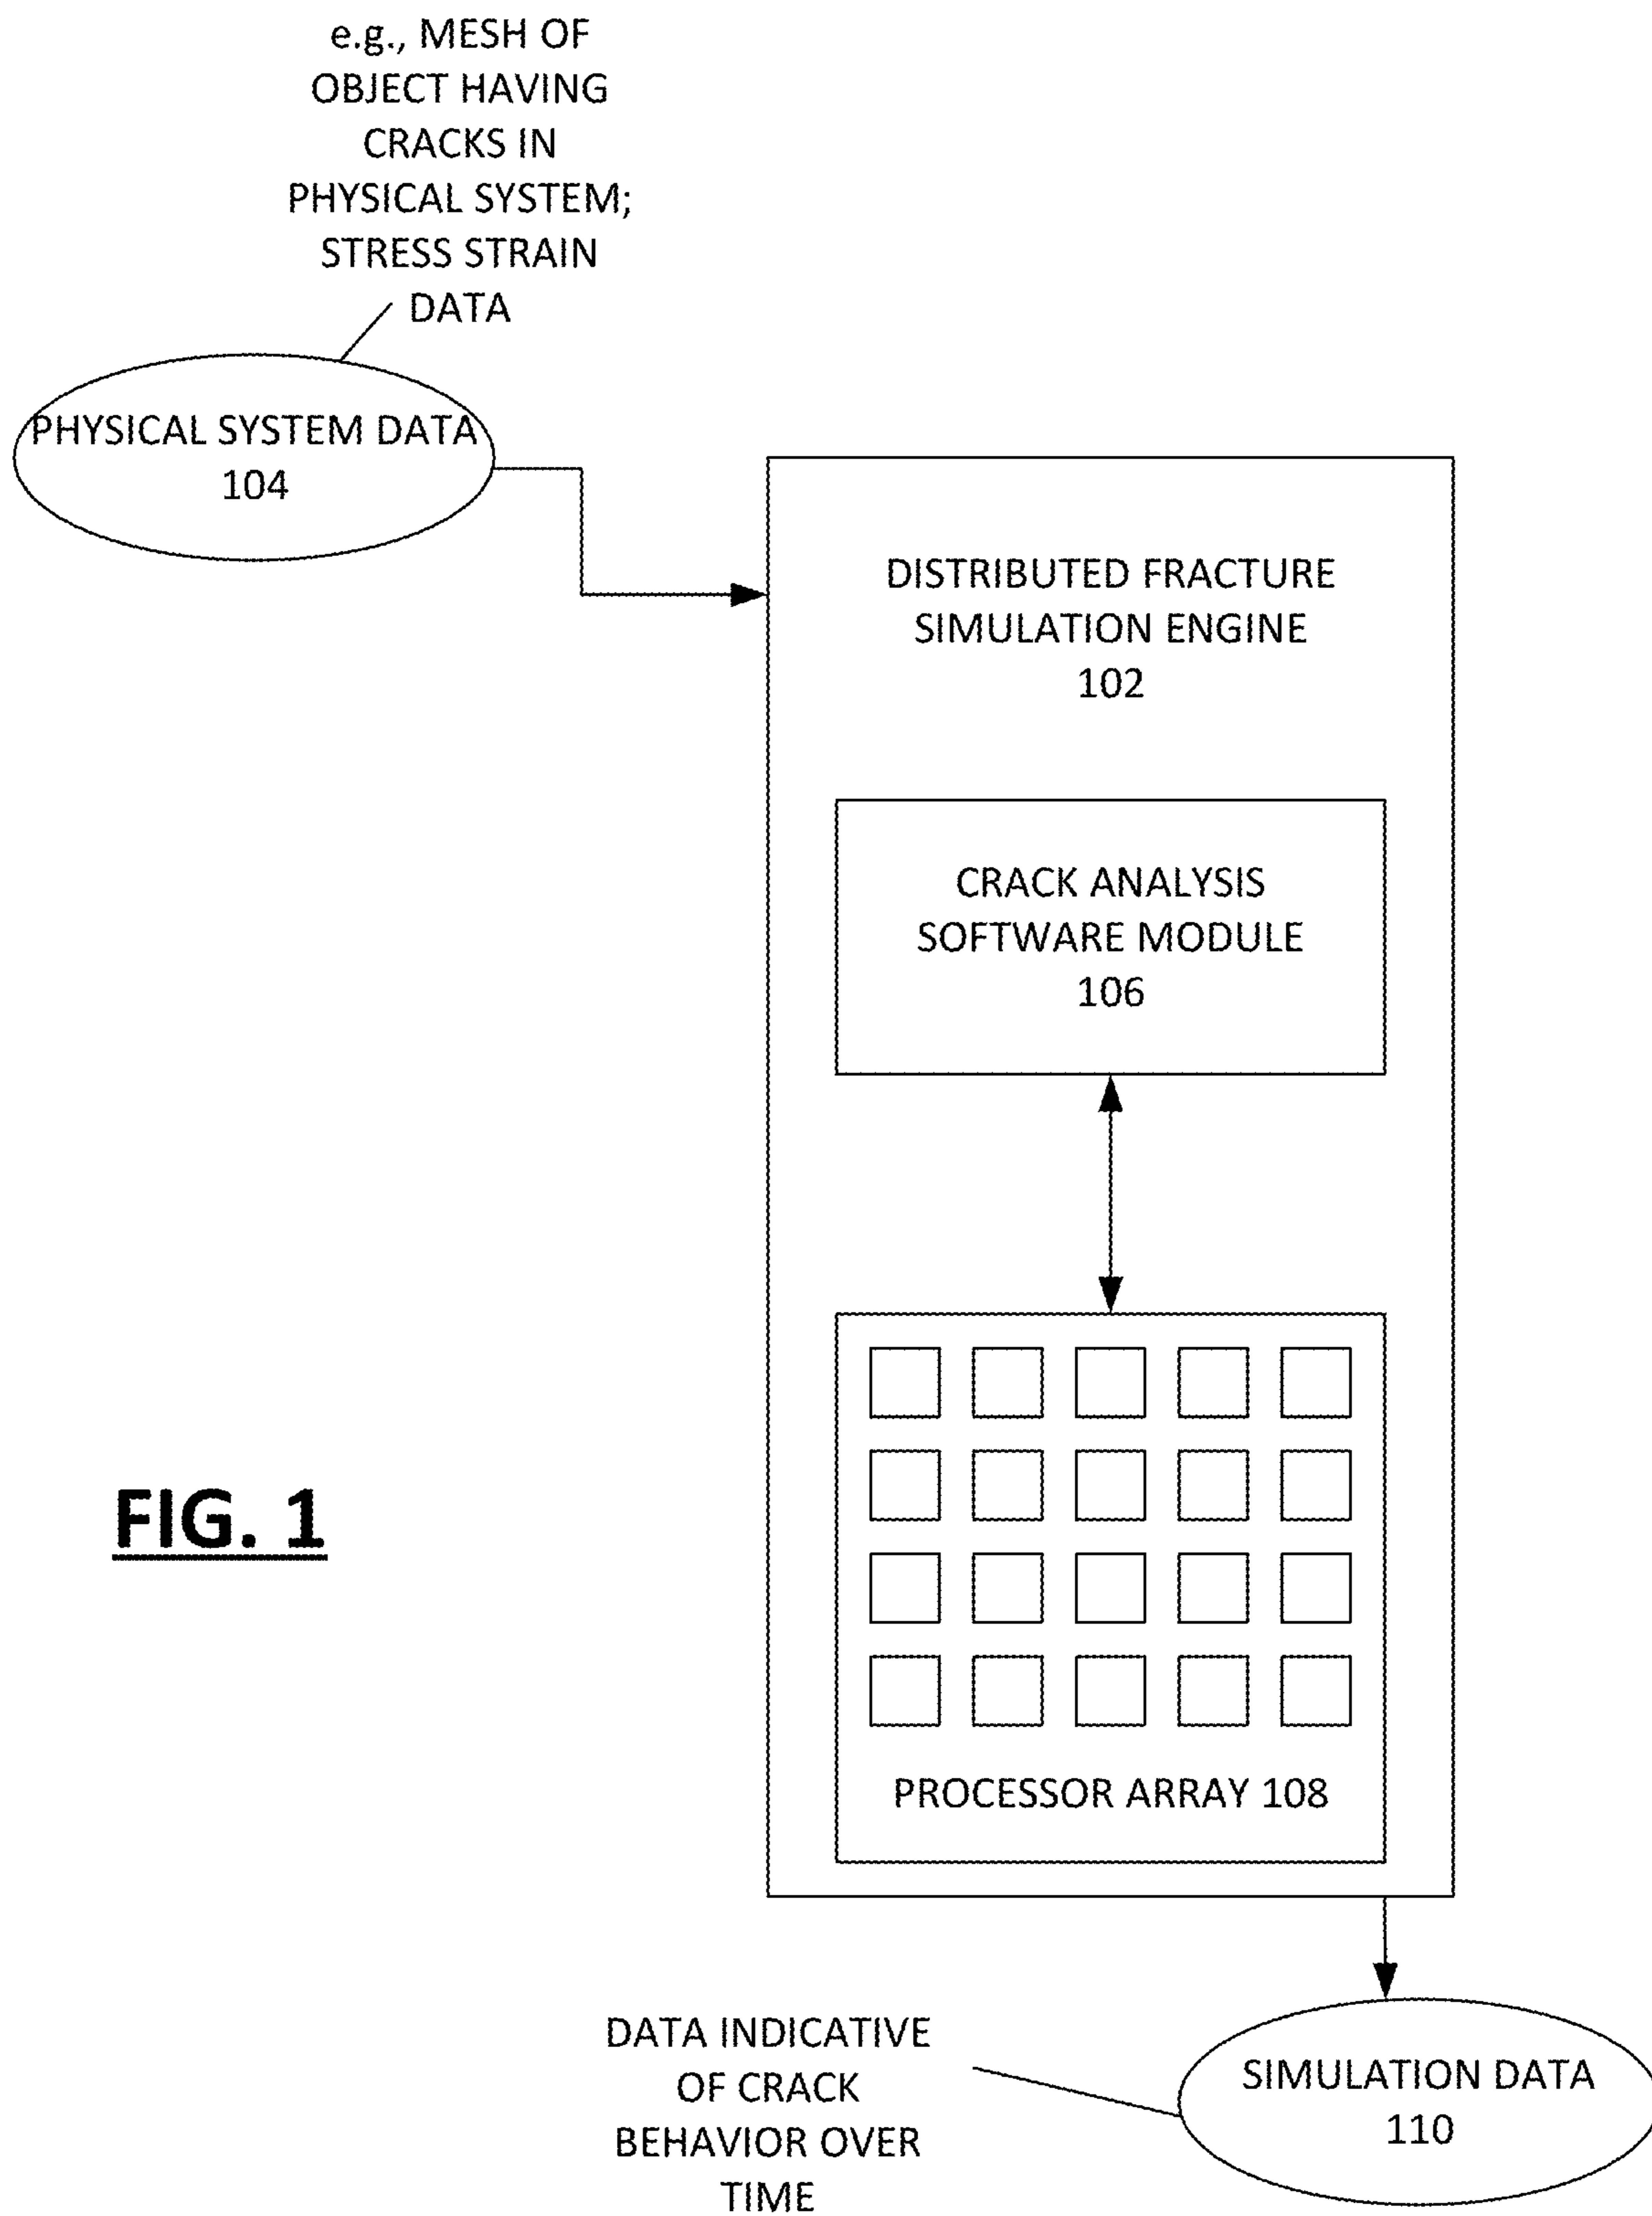 e.g., MESH OF
OBJECT HAVING
CRACKS IN
PHYSICAL SYSTEM;
STRESS STRAIN
DATA
PHYSICAL SYSTEM DATA
104
DISTRIBUTED FRACTURE
SIMULATION ENGINE
102
CRACK ANALYSIS
SOFTWARE MODULE
106
PROCESSOR ARRAY 108
FIG. 1
DATA INDICATIVE
OF CRACK
BEHAVIOR OVER
TIME
SIMULATION DATA
110